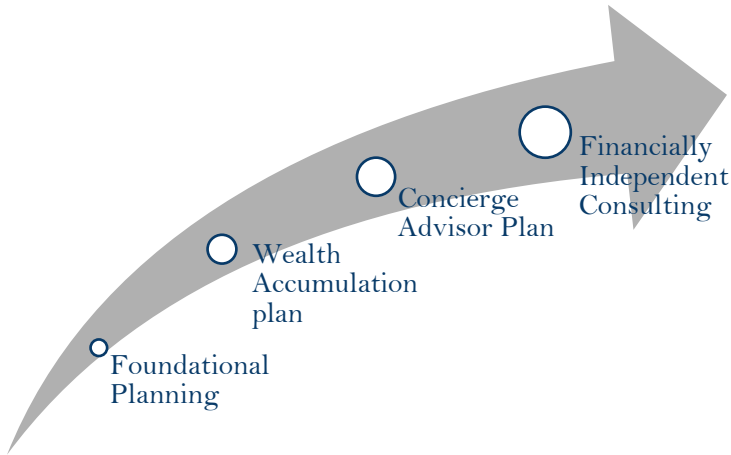 Financially
Independent
Consulting
Concierge
Advisor Plan
Wealth
Accumulation
plan
Foundational
Planning